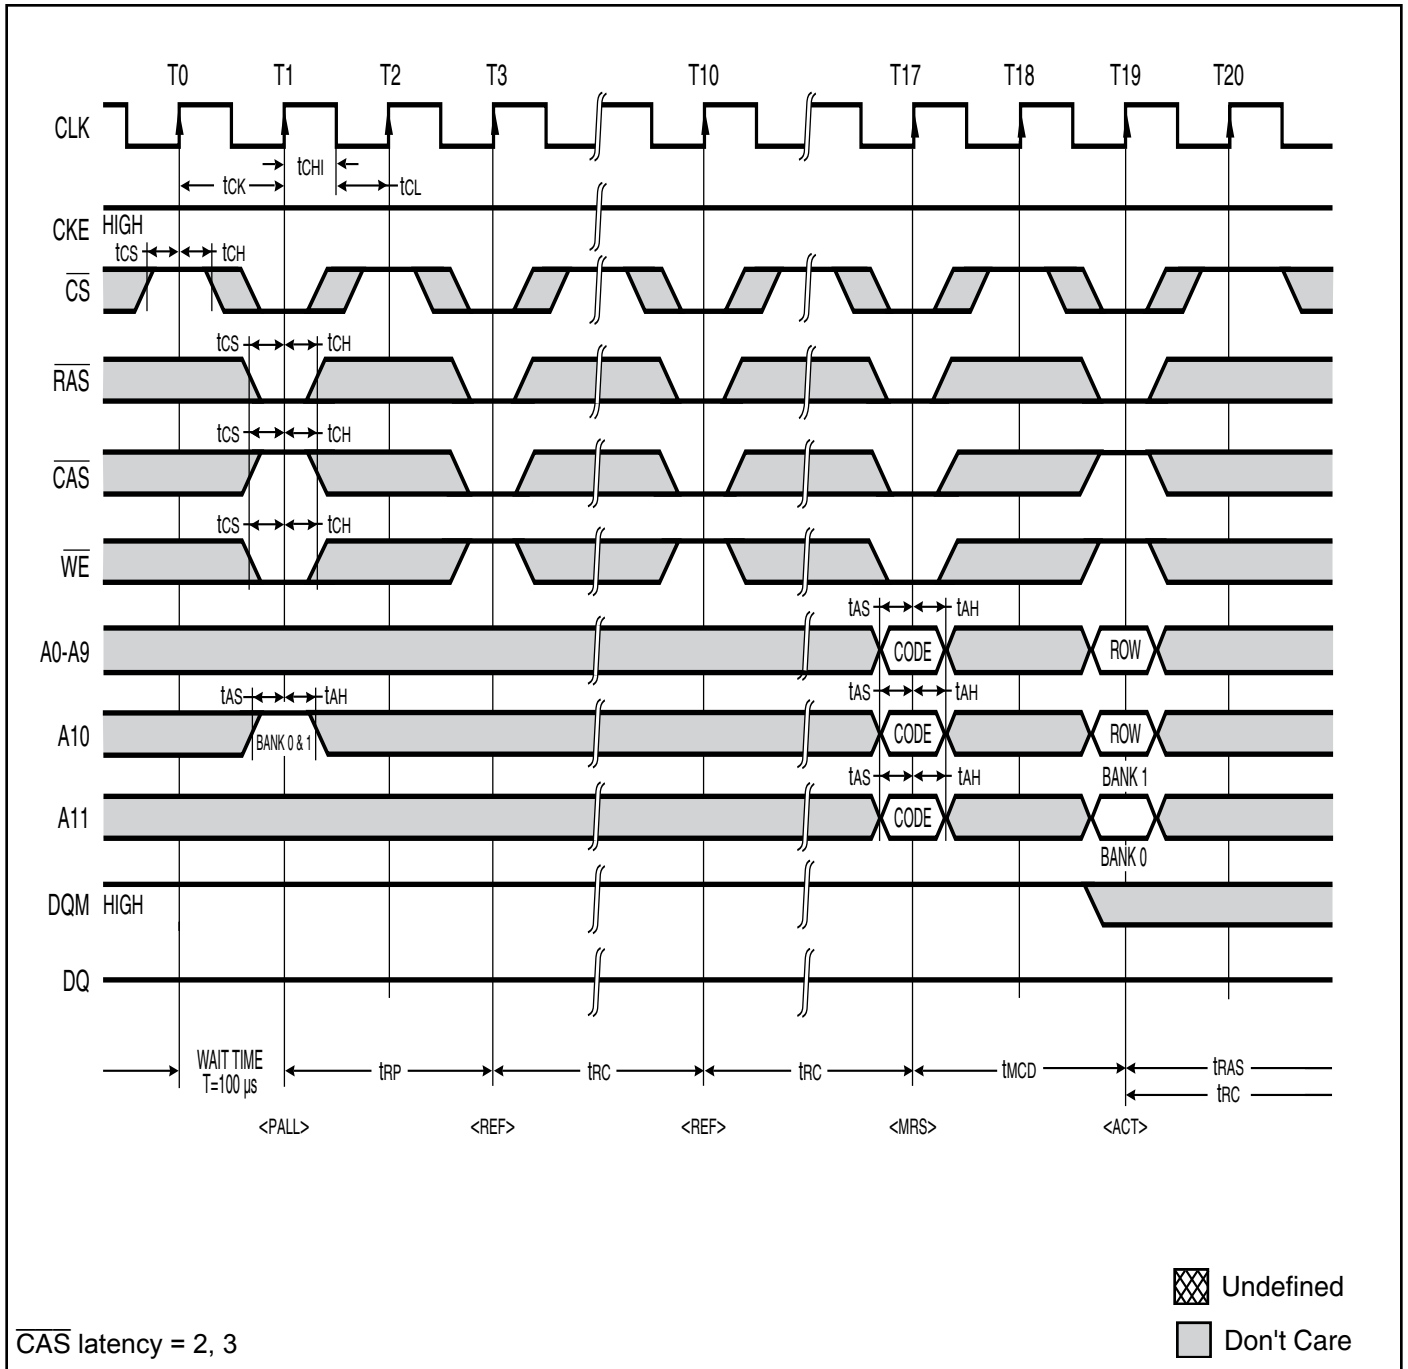 T0 T1 T2 T3 T10 T17 T18 T19 T20
CLK
tCHI
tCK tCL
CKE HIGH
tCS tCH
CS
tCS tCH
RAS
tCS tCH
CAS
tCS tCH
WE
tAS tAH
A0-A9 CODE ROW
tAS tAH tAS tAH
A10 BANK 0 & 1 CODE ROW
tAS tAH BANK 1
A11 CODE
BANK 0
DQM HIGH
DQ
WAIT TIME
T=100 µs
tRP tRC tRC tMCD tRAS
tRC
<PALL> <REF> <REF> <MRS> <ACT>
Undefined
Don't Care
CAS latency = 2, 3